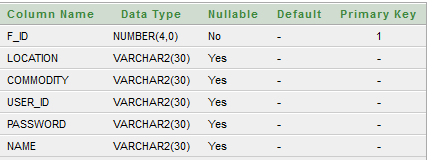 Column Name Data Type Nullable Default Primary Key
F_ID NUMBER(4,0) No - 1
LOCATION VARCHAR2(30) Yes - -
COMMODITY VARCHAR2(30) Yes - -
USER_ID VARCHAR2(30) Yes - -
PASSWORD VARCHAR2(30) Yes - -
NAME VARCHAR2(30) Yes - -